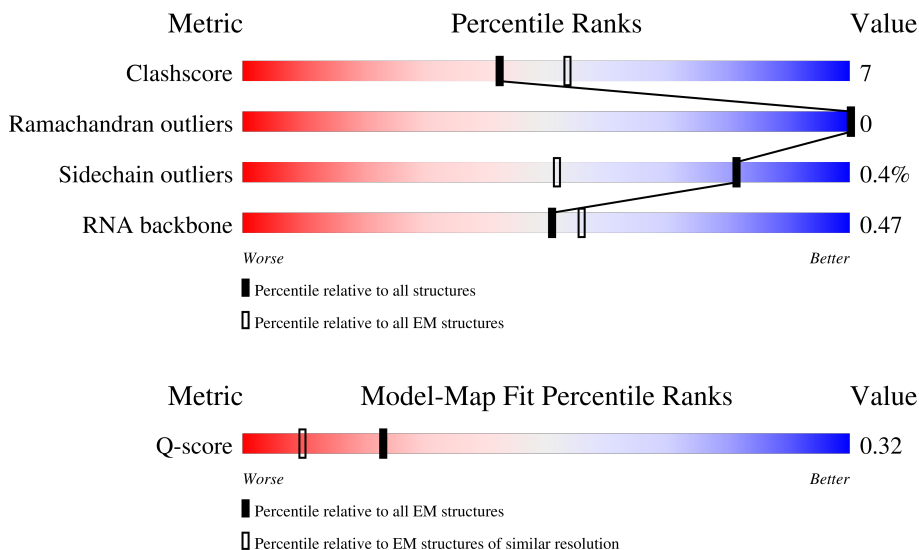 Metric Percentile Ranks Value
Clashscore 7
Ramachandran outliers 0
Sidechain outliers 0.4%
RNA backbone 0.47
Worse Better
Percentile relative to all structures
Percentile relative to all EM structures
Metric Model-Map Fit Percentile Ranks Value
Q-score 0.32
Worse Better
Percentile relative to all EM structures
Percentile relative to EM structures of similar resolution